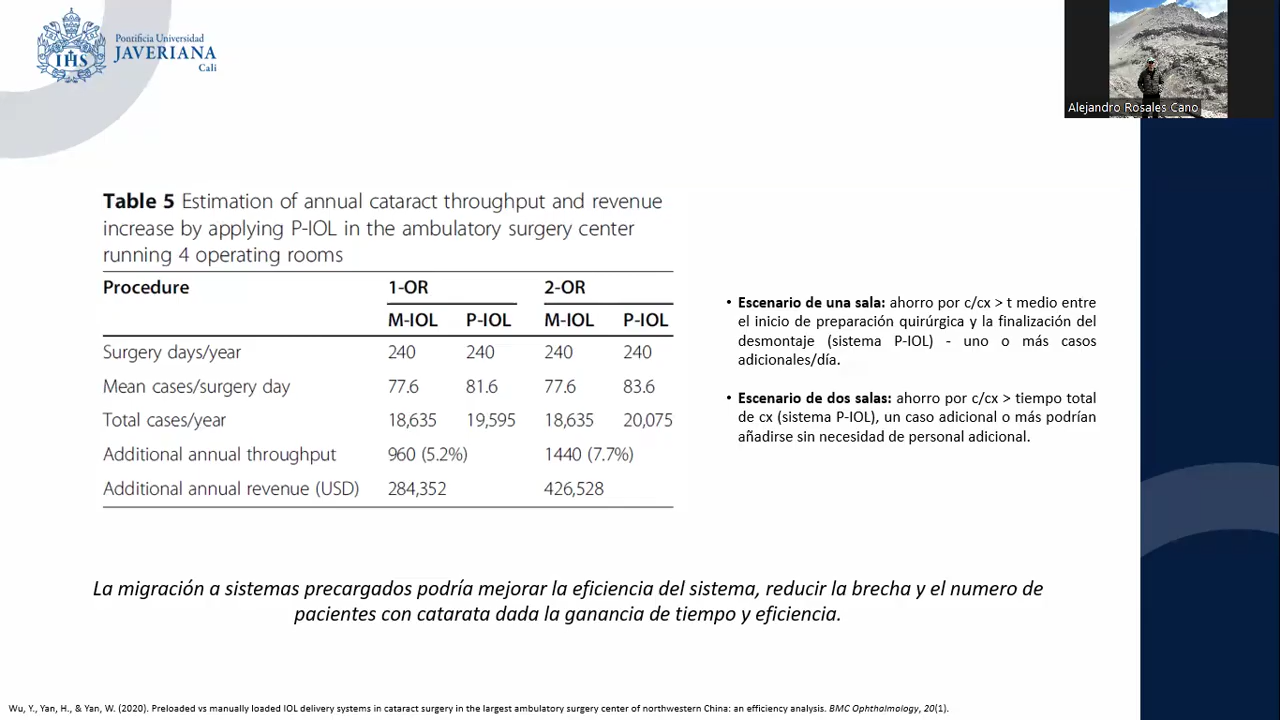 Pontificia Universidad
JAVERIANA
Cali
IHS
Alejandro Rosales Cano
Table 5 Estimation of annual cataract throughput and revenue
increase by applying P-IOL in the ambulatory surgery center
running 4 operating rooms
Procedure 1-OR 2-OR
M-IOL P-IOL M-IOL P-IOL
Surgery days/year 240 240 240 240
Mean cases/surgery day 77.6 81.6 77.6 83.6
Total cases/year 18,635 19,595 18,635 20,075
Additional annual throughput 960 (5.2%) 1440 (7.7%)
Additional annual revenue (USD) 284,352 426,528
• Escenario de una sala: ahorro por c/cx > t medio entre
el inicio de preparación quirúrgica y la finalización del
desmontaje (sistema P-IOL) - uno o más casos
adicionales/día.
• Escenario de dos salas: ahorro por c/cx > tiempo total
de cx (sistema P-IOL), un caso adicional o más podrían
añadirse sin necesidad de personal adicional.
La migración a sistemas precargados podría mejorar la eficiencia del sistema, reducir la brecha y el numero de
pacientes con catarata dada la ganancia de tiempo y eficiencia.
Wu, Y., Yan, H., & Yan, W. (2020). Preloaded vs manually loaded IOL delivery systems in cataract surgery in the largest ambulatory surgery center of northwestern China: an efficiency analysis. BMC Ophthalmology, 20(1).